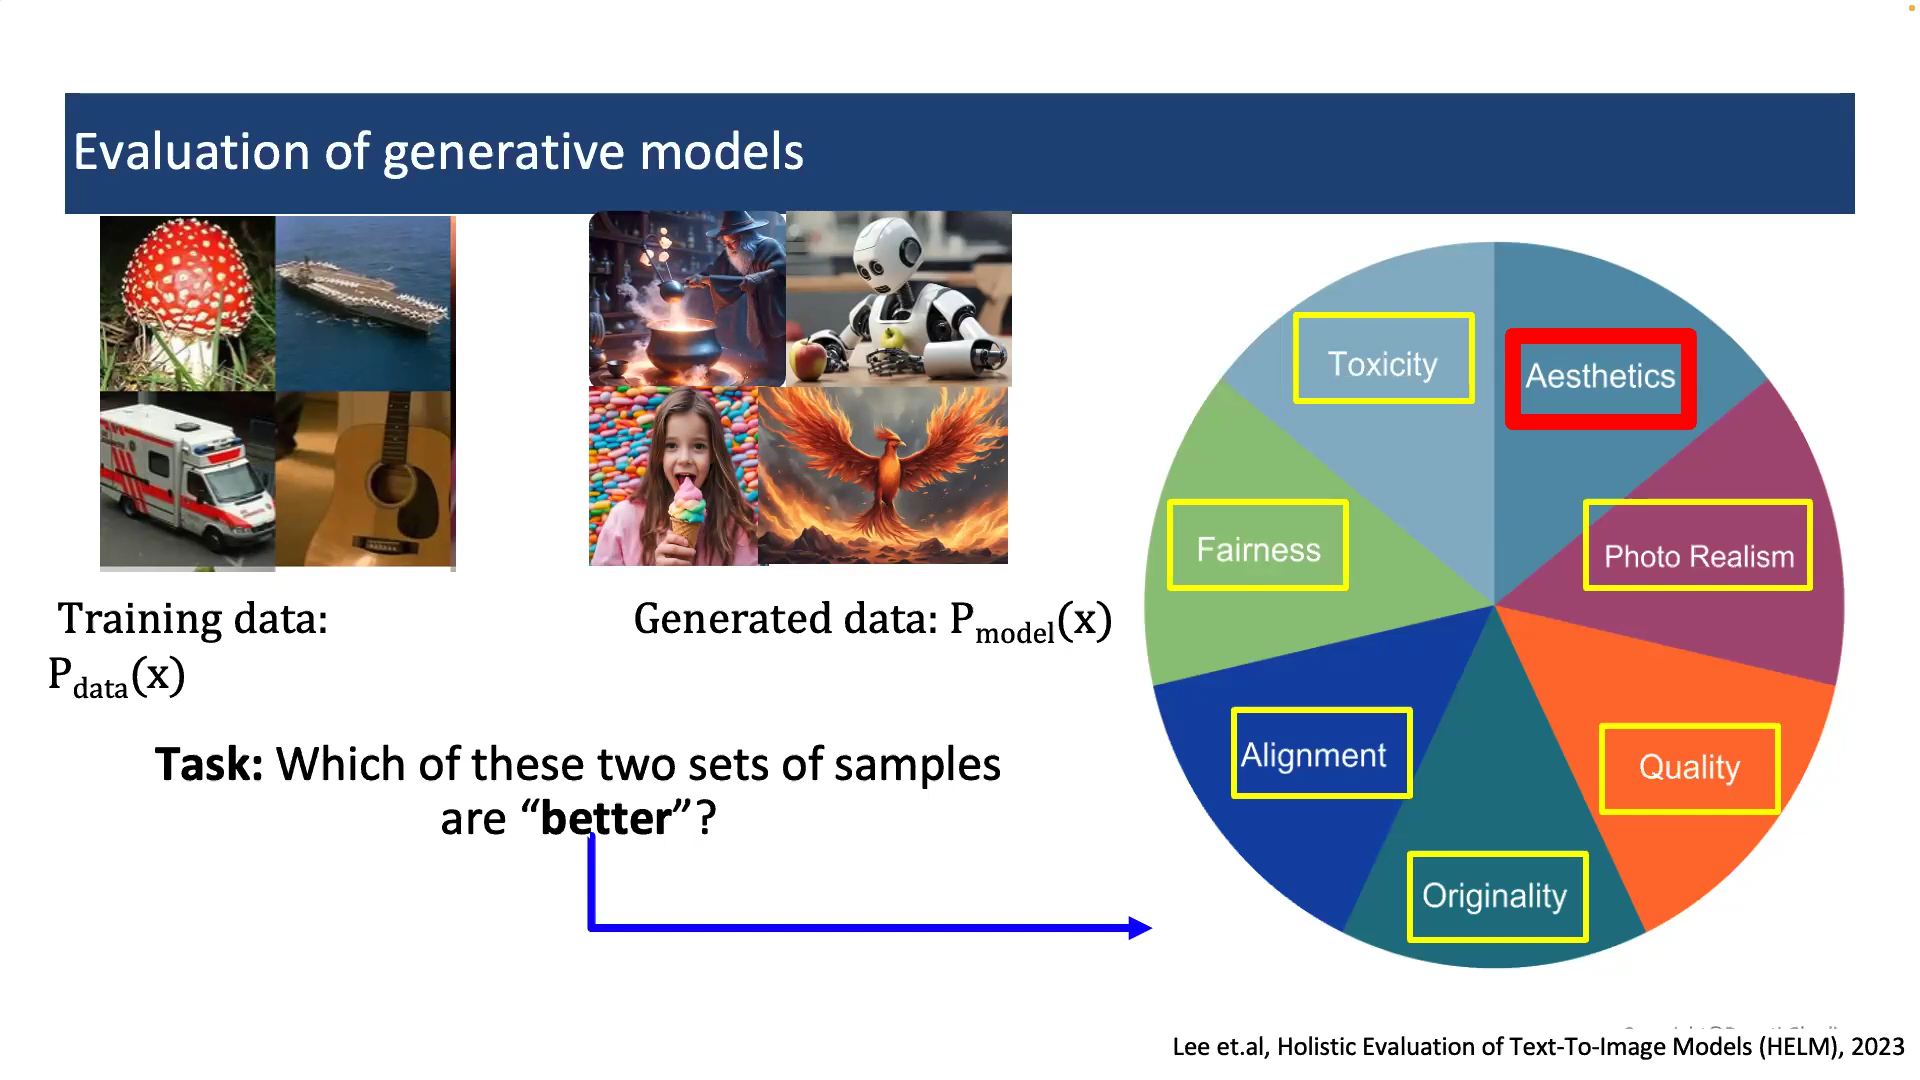 Evaluation of generative models
Training data:
P_data(x)
Generated data: P_model(x)
Task: Which of these two sets of samples
are “better”?
Toxicity
Aesthetics
Fairness
Photo Realism
Alignment
Quality
Originality
Lee et.al, Holistic Evaluation of Text-To-Image Models (HELM), 2023